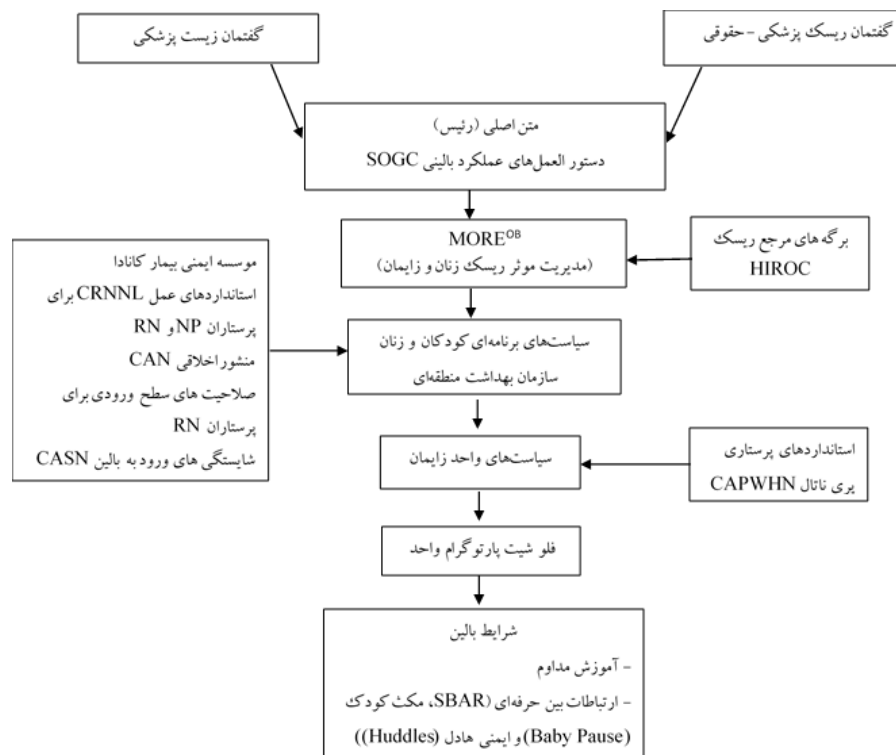 گفتمان ریسک پزشکی - حقوقی
گفتمان زیست پزشکی
متن اصلی (رئیس)
دستور العمل‌های عملکرد بالینی SOGC
MOREᴼᴮ
(مدیریت موثر ریسک زنان و زایمان)
برگه های مرجع ریسک
HIROC
موسسه ایمنی بیمار کانادا
استانداردهای عمل CRNNL برای
پرستاران NP و RN
منشور اخلاقی CAN
صلاحیت های سطح ورودی برای
پرستاران RN
شایستگی های ورود به بالین CASN
سیاست‌های برنامه‌ای کودکان و زنان
سازمان بهداشت منطقه‌ای
سیاست‌های واحد زایمان
استانداردهای پرستاری
پری ناتال CAPWHN
فلو شیت پارتوگرام واحد
شرایط بالین
- آموزش مداوم
- ارتباطات بین حرفه‌ای (SBAR، مکث کودک
(Baby Pause) و ایمنی هادل (Huddles))